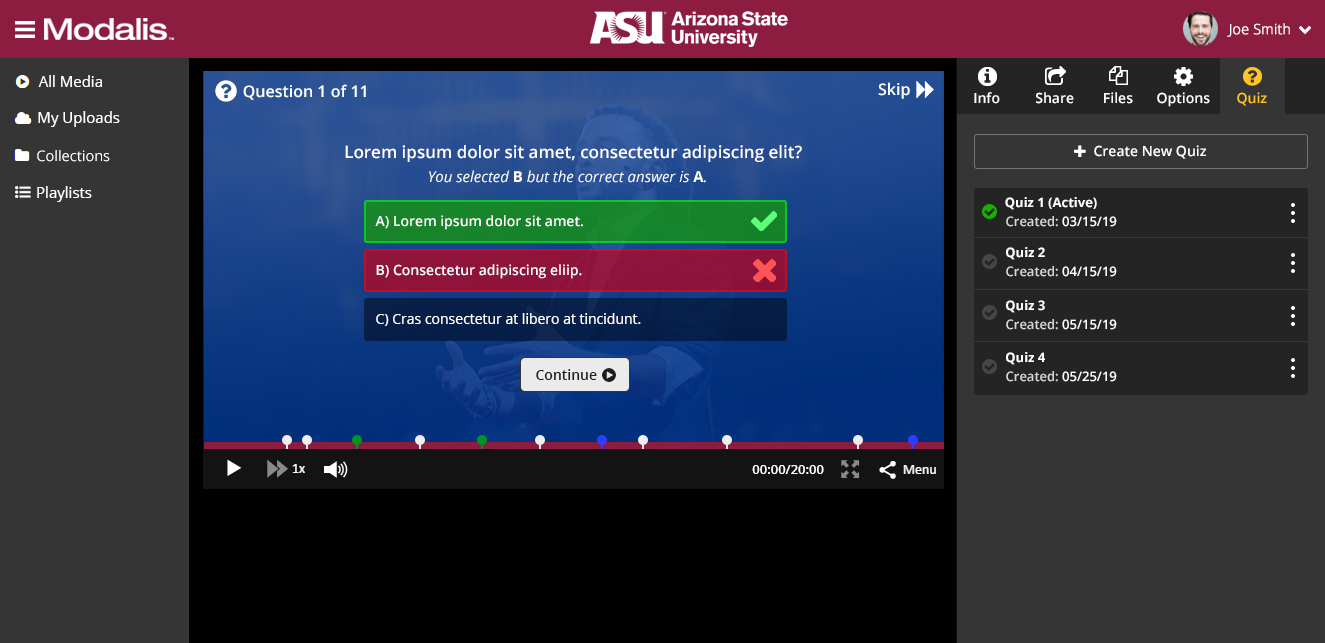 Modalis™
ASU Arizona State
University
Joe Smith
All Media
My Uploads
Collections
Playlists
Question 1 of 11
Skip
Lorem ipsum dolor sit amet, consectetur adipiscing elit?
You selected B but the correct answer is A.
A) Lorem ipsum dolor sit amet.
B) Consectetur adipiscing eliip.
C) Cras consectetur at libero at tincidunt.
Continue
1x
00:00/20:00
Menu
Info
Share
Files
Options
Quiz
Create New Quiz
Quiz 1 (Active)
Created: 03/15/19
Quiz 2
Created: 04/15/19
Quiz 3
Created: 05/15/19
Quiz 4
Created: 05/25/19